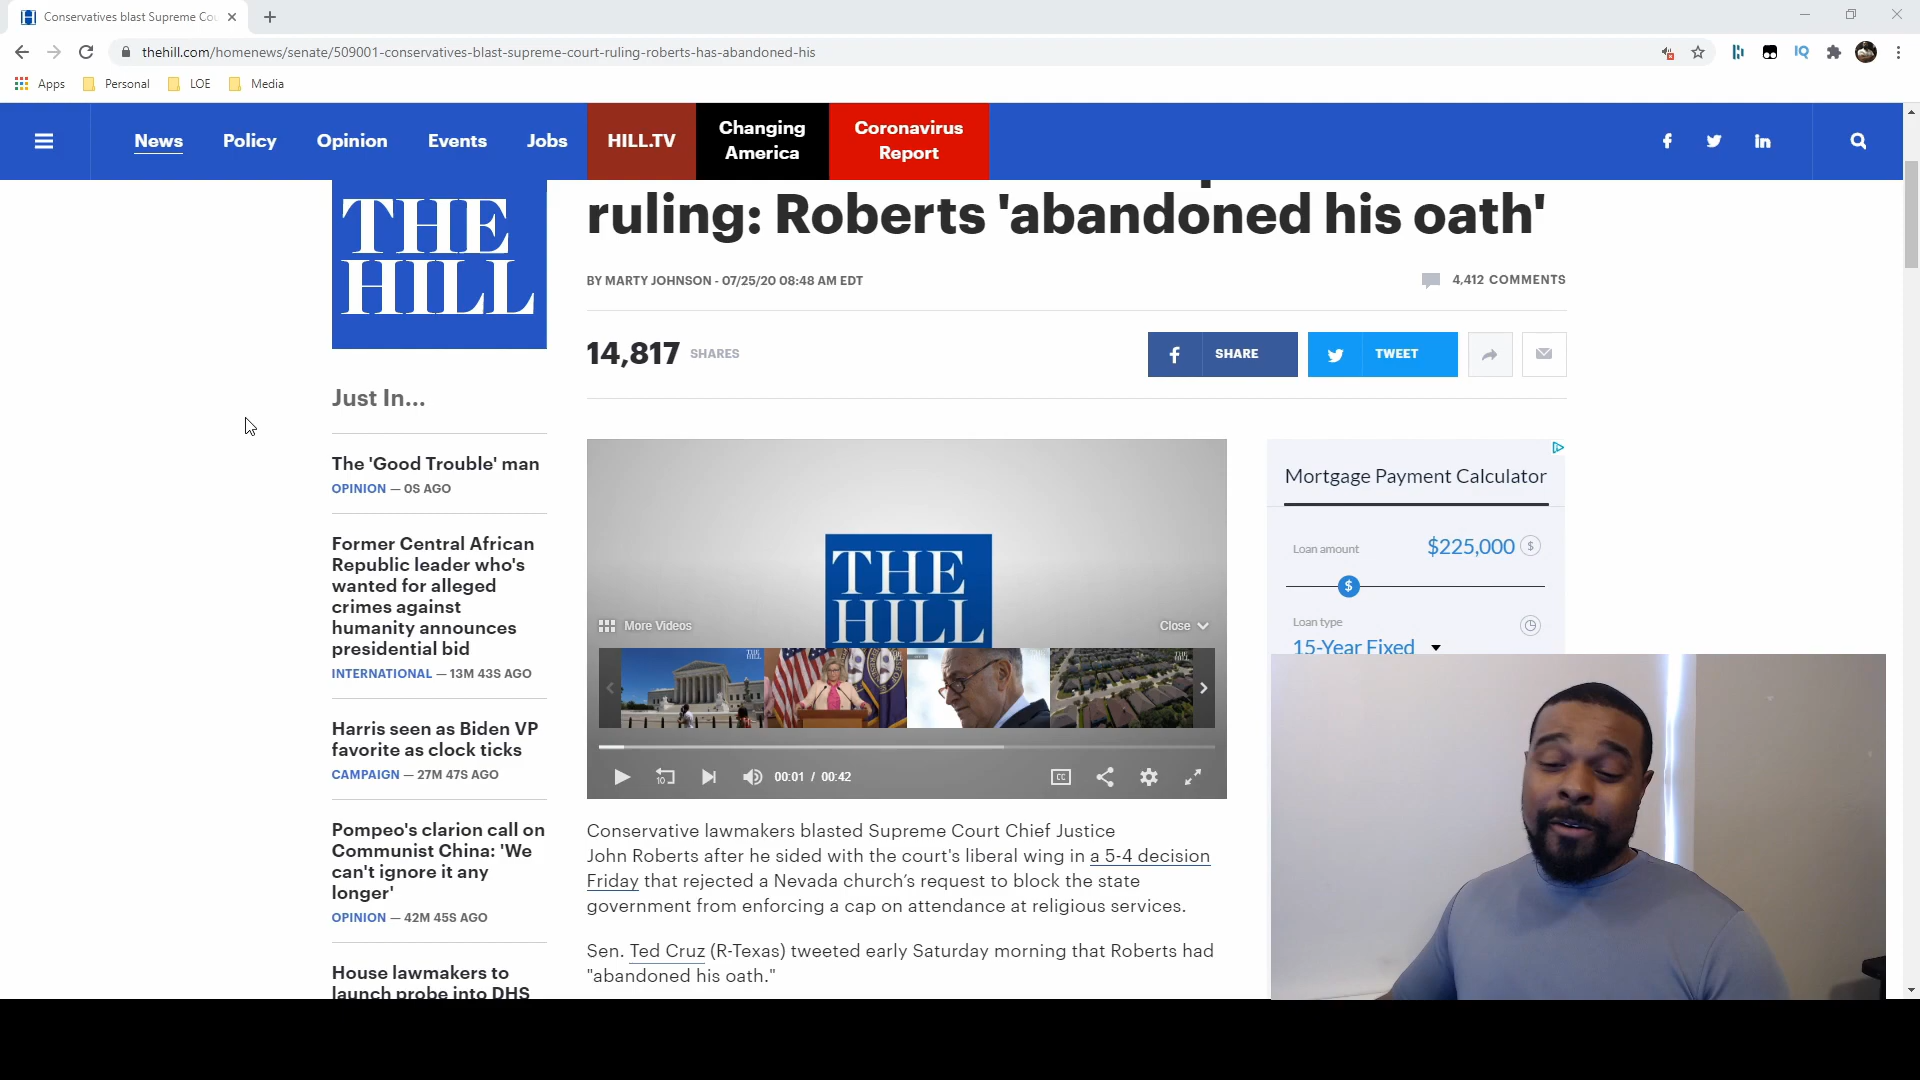 Conservatives blast Supreme Cou
thehill.com/homenews/senate/509001-conservatives-blast-supreme-court-ruling-roberts-has-abandoned-his
Apps Personal LOE Media
News Policy Opinion Events Jobs HILL.TV
Changing
America
Coronavirus
Report
THE
HILL
ruling: Roberts 'abandoned his oath'
BY MARTY JOHNSON - 07/25/20 08:48 AM EDT
4,412 COMMENTS
14,817 SHARES
SHARE
TWEET
Just In...
The 'Good Trouble' man
OPINION — 0S AGO
Former Central African
Republic leader who's
wanted for alleged
crimes against
humanity announces
presidential bid
INTERNATIONAL — 13M 43S AGO
Harris seen as Biden VP
favorite as clock ticks
CAMPAIGN — 27M 47S AGO
Pompeo's clarion call on
Communist China: 'We
can't ignore it any
longer'
OPINION — 42M 45S AGO
House lawmakers to
launch probe into DHS
THE
HILL
More Videos
Close
00:01 / 00:42
Mortgage Payment Calculator
Loan amount $225,000
Loan type
15-Year Fixed
Conservative lawmakers blasted Supreme Court Chief Justice
John Roberts after he sided with the court's liberal wing in a 5-4 decision
Friday that rejected a Nevada church’s request to block the state
government from enforcing a cap on attendance at religious services.
Sen. Ted Cruz (R-Texas) tweeted early Saturday morning that Roberts had
"abandoned his oath."